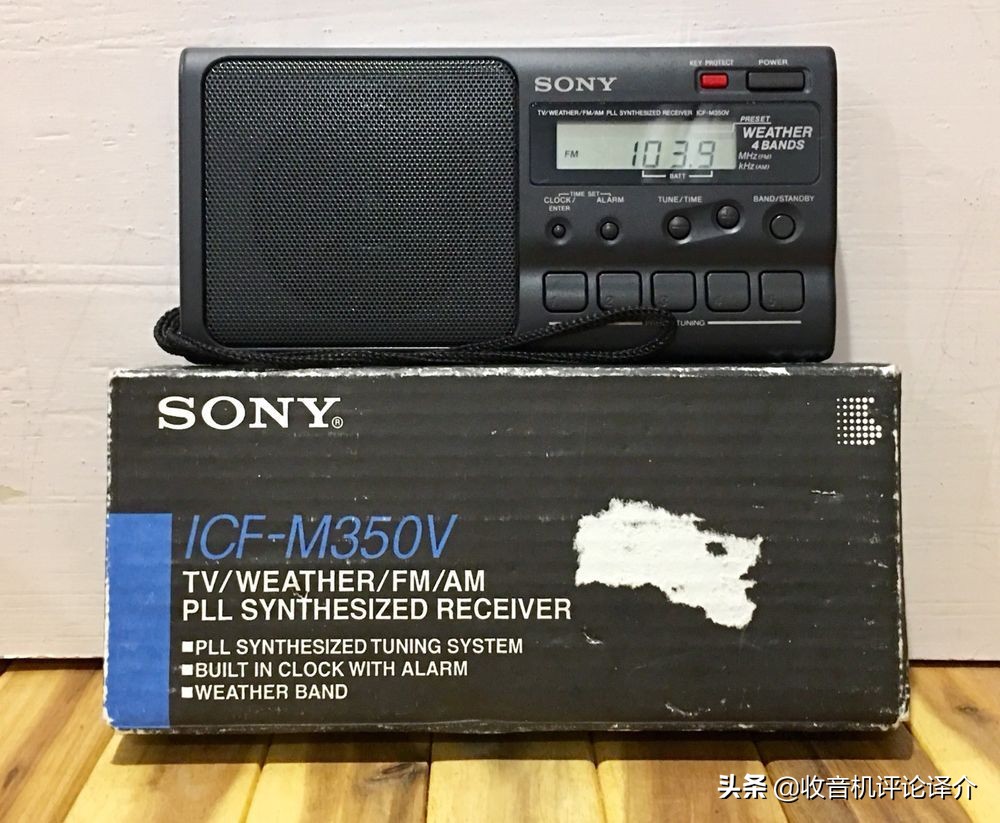 KEY PROTECT
POWER
SONY
TV/WEATHER/FM/AM PLL SYNTHESIZED RECEIVER ICF-M350V
PRESET
WEATHER
4 BANDS
FM
103.9
MHz (FM)
kHz (AM)
BATT
TIME SET
CLOCK/
ENTER
ALARM
TUNE/TIME
BAND/STANDBY
1
2
3
4
5
TUNING
SONY®
ICF-M350V
TV/WEATHER/FM/AM
PLL SYNTHESIZED RECEIVER
■PLL SYNTHESIZED TUNING SYSTEM
■BUILT IN CLOCK WITH ALARM
■WEATHER BAND
头条 @收音机评论译介